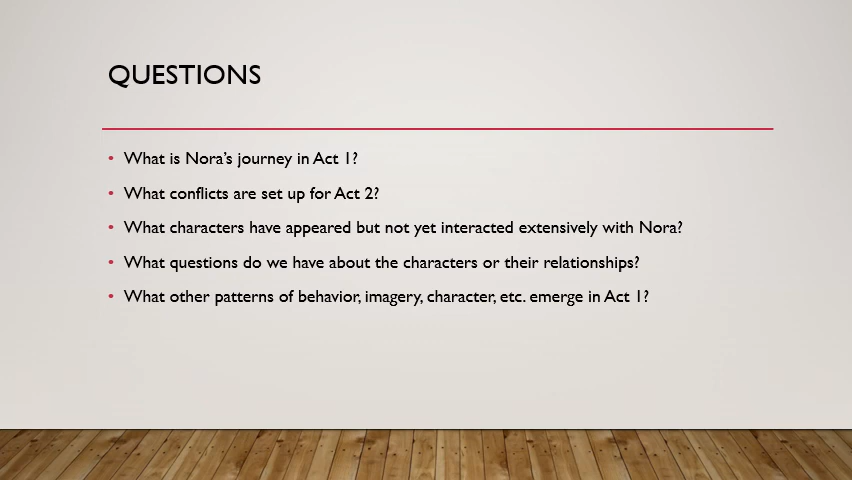 QUESTIONS
• What is Nora’s journey in Act 1?
• What conflicts are set up for Act 2?
• What characters have appeared but not yet interacted extensively with Nora?
• What questions do we have about the characters or their relationships?
• What other patterns of behavior, imagery, character, etc. emerge in Act 1?